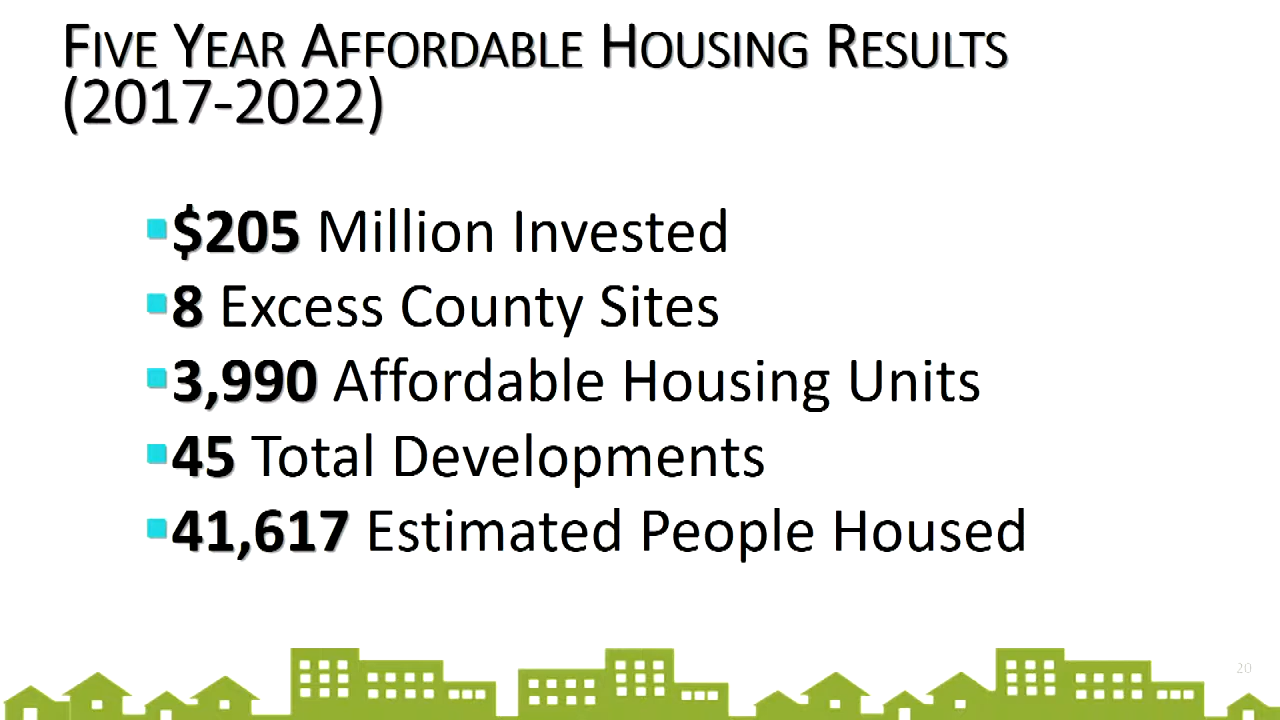 FIVE YEAR AFFORDABLE HOUSING RESULTS
(2017-2022)
$205 Million Invested
8 Excess County Sites
3,990 Affordable Housing Units
45 Total Developments
41,617 Estimated People Housed
20